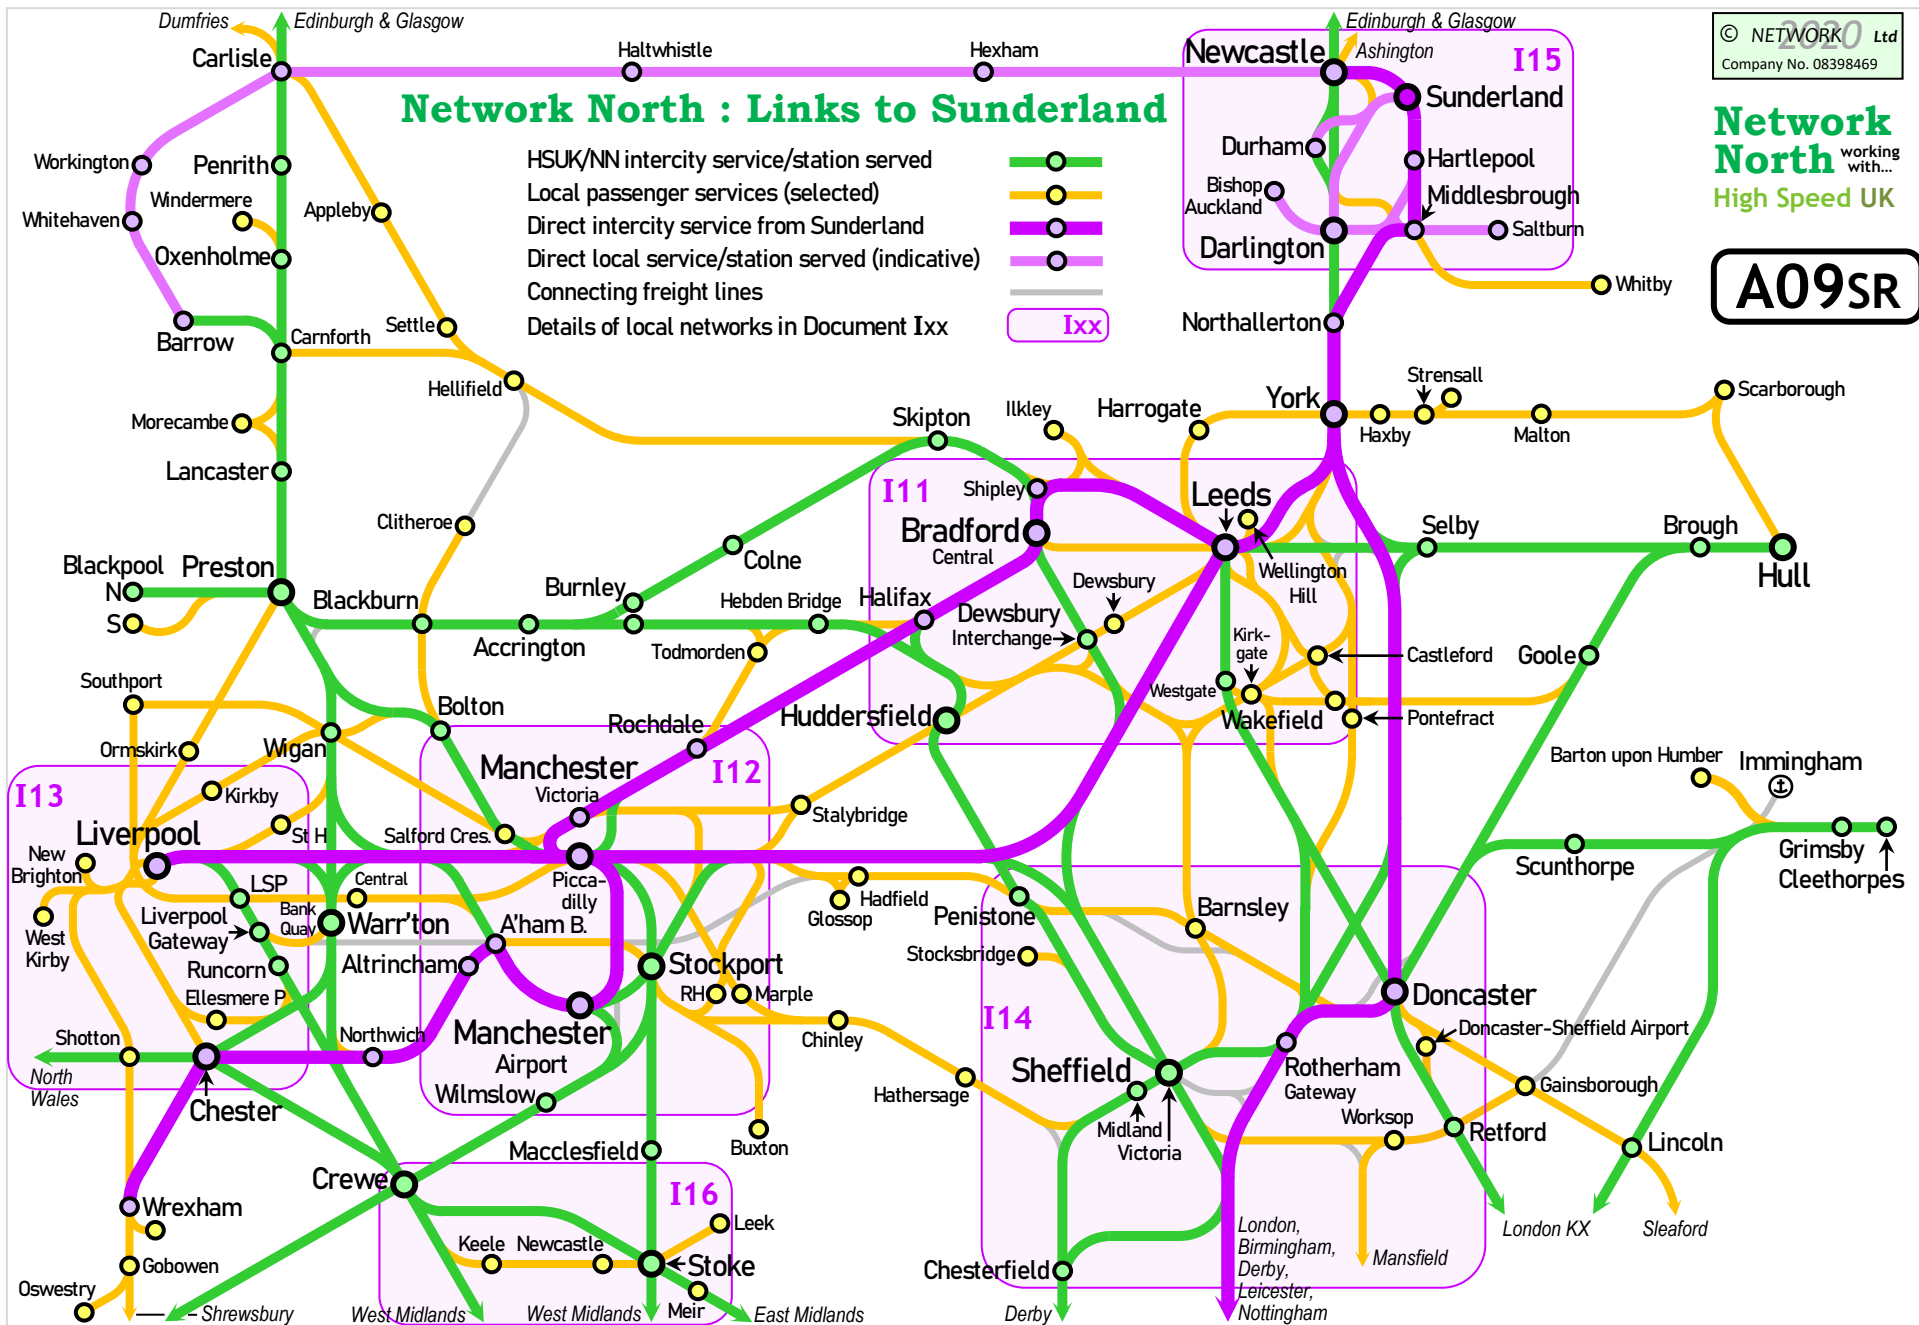 Dumfries
Edinburgh & Glasgow
Carlisle
Haltwhistle
Hexham
Newcastle
Edinburgh & Glasgow
Ashington
I15
Sunderland
© NETWORK 2020 Ltd
Company No. 08398469
Network North : Links to Sunderland
HSUK/NN intercity service/station served
Local passenger services (selected)
Direct intercity service from Sunderland
Direct local service/station served (indicative)
Connecting freight lines
Details of local networks in Document Ixx
Ixx
Network
North working
with...
High Speed UK
A09SR
Durham
Hartlepool
Bishop
Auckland
Middlesbrough
Darlington
Saltburn
Whitby
Northallerton
Workington
Penrith
Windermere
Whitehaven
Appleby
Oxenholme
Barrow
Carnforth
Settle
Hellifield
Morecambe
Lancaster
Clitheroe
Skipton
Ilkley
Harrogate
York
Strensall
Haxby
Malton
Scarborough
I11
Shipley
Leeds
Bradford
Central
Wellington
Hill
Selby
Brough
Hull
Blackpool
N
S
Preston
Blackburn
Burnley
Colne
Accrington
Hebden Bridge
Todmorden
Halifax
Dewsbury
Dewsbury
Interchange
Kirk-
gate
Castleford
Goole
Westgate
Wakefield
Pontefract
Huddersfield
Southport
Ormskirk
Wigan
Bolton
Rochdale
Manchester
Victoria
I12
I13
Kirkby
Liverpool
St H
Salford Cres.
Stalybridge
Barton upon Humber
Immingham
Scunthorpe
Grimsby
Cleethorpes
New
Brighton
LSP
Central
Picca-
dilly
Glossop
Hadfield
Penistone
Barnsley
West
Kirby
Liverpool
Gateway
Bank
Quay
Warr'ton
A'ham B.
Runcorn
Altrincham
Stockport
Stocksbridge
Ellesmere P
RH
Marple
I14
Doncaster
Shotton
Northwich
Manchester
Airport
Chinley
Doncaster-Sheffield Airport
North
Wales
Chester
Wilmslow
Hathersage
Sheffield
Rotherham
Gateway
Gainsborough
Midland
Victoria
Worksop
Retford
Lincoln
Buxton
Macclesfield
Crewe
I16
Wrexham
Leek
Keele
Newcastle
Stoke
Gobowen
Oswestry
Meir
Chesterfield
London,
Birmingham,
Derby,
Leicester,
Nottingham
Mansfield
London KX
Sleaford
Shrewsbury
West Midlands
West Midlands
East Midlands
Derby